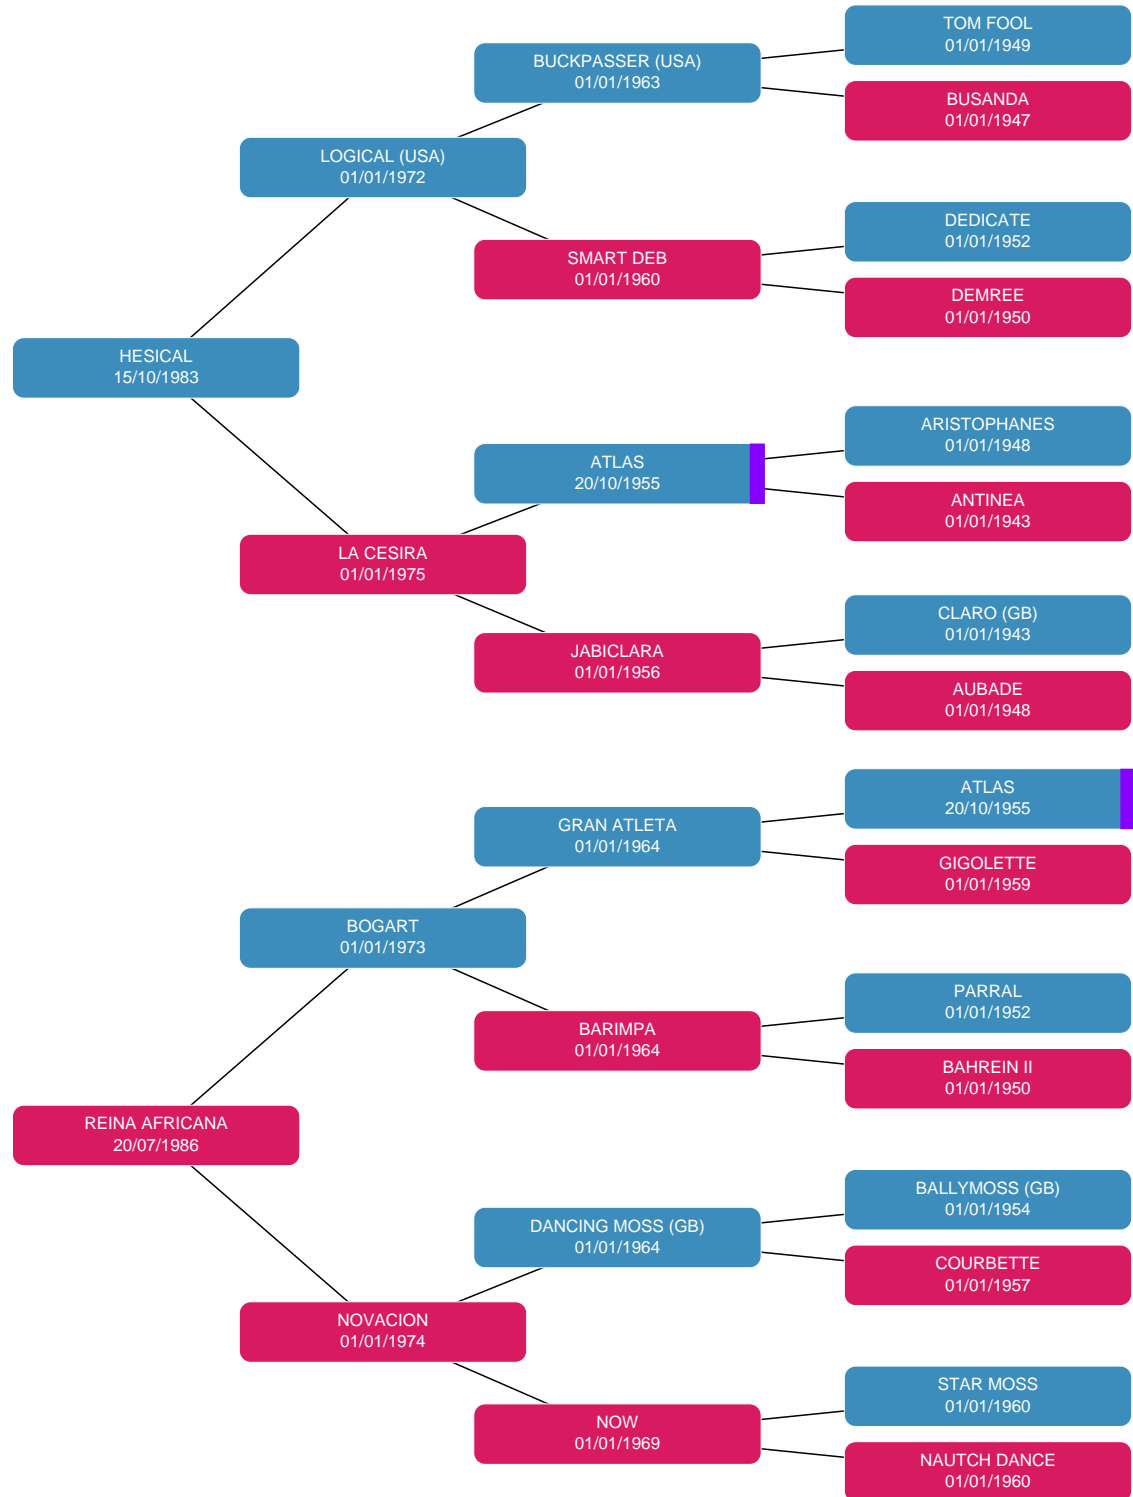 TOM FOOL
01/01/1949
BUCKPASSER (USA)
01/01/1963
BUSANDA
01/01/1947
LOGICAL (USA)
01/01/1972
DEDICATE
01/01/1952
SMART DEB
01/01/1960
DEMREE
01/01/1950
HESICAL
15/10/1983
ARISTOPHANES
01/01/1948
ATLAS
20/10/1955
ANTINEA
01/01/1943
LA CESIRA
01/01/1975
CLARO (GB)
01/01/1943
JABICLARA
01/01/1956
AUBADE
01/01/1948
ATLAS
20/10/1955
GRAN ATLETA
01/01/1964
GIGOLETTE
01/01/1959
BOGART
01/01/1973
PARRAL
01/01/1952
BARIMPA
01/01/1964
BAHREIN II
01/01/1950
REINA AFRICANA
20/07/1986
BALLYMOSS (GB)
01/01/1954
DANCING MOSS (GB)
01/01/1964
COURBETTE
01/01/1957
NOVACION
01/01/1974
STAR MOSS
01/01/1960
NOW
01/01/1969
NAUTCH DANCE
01/01/1960